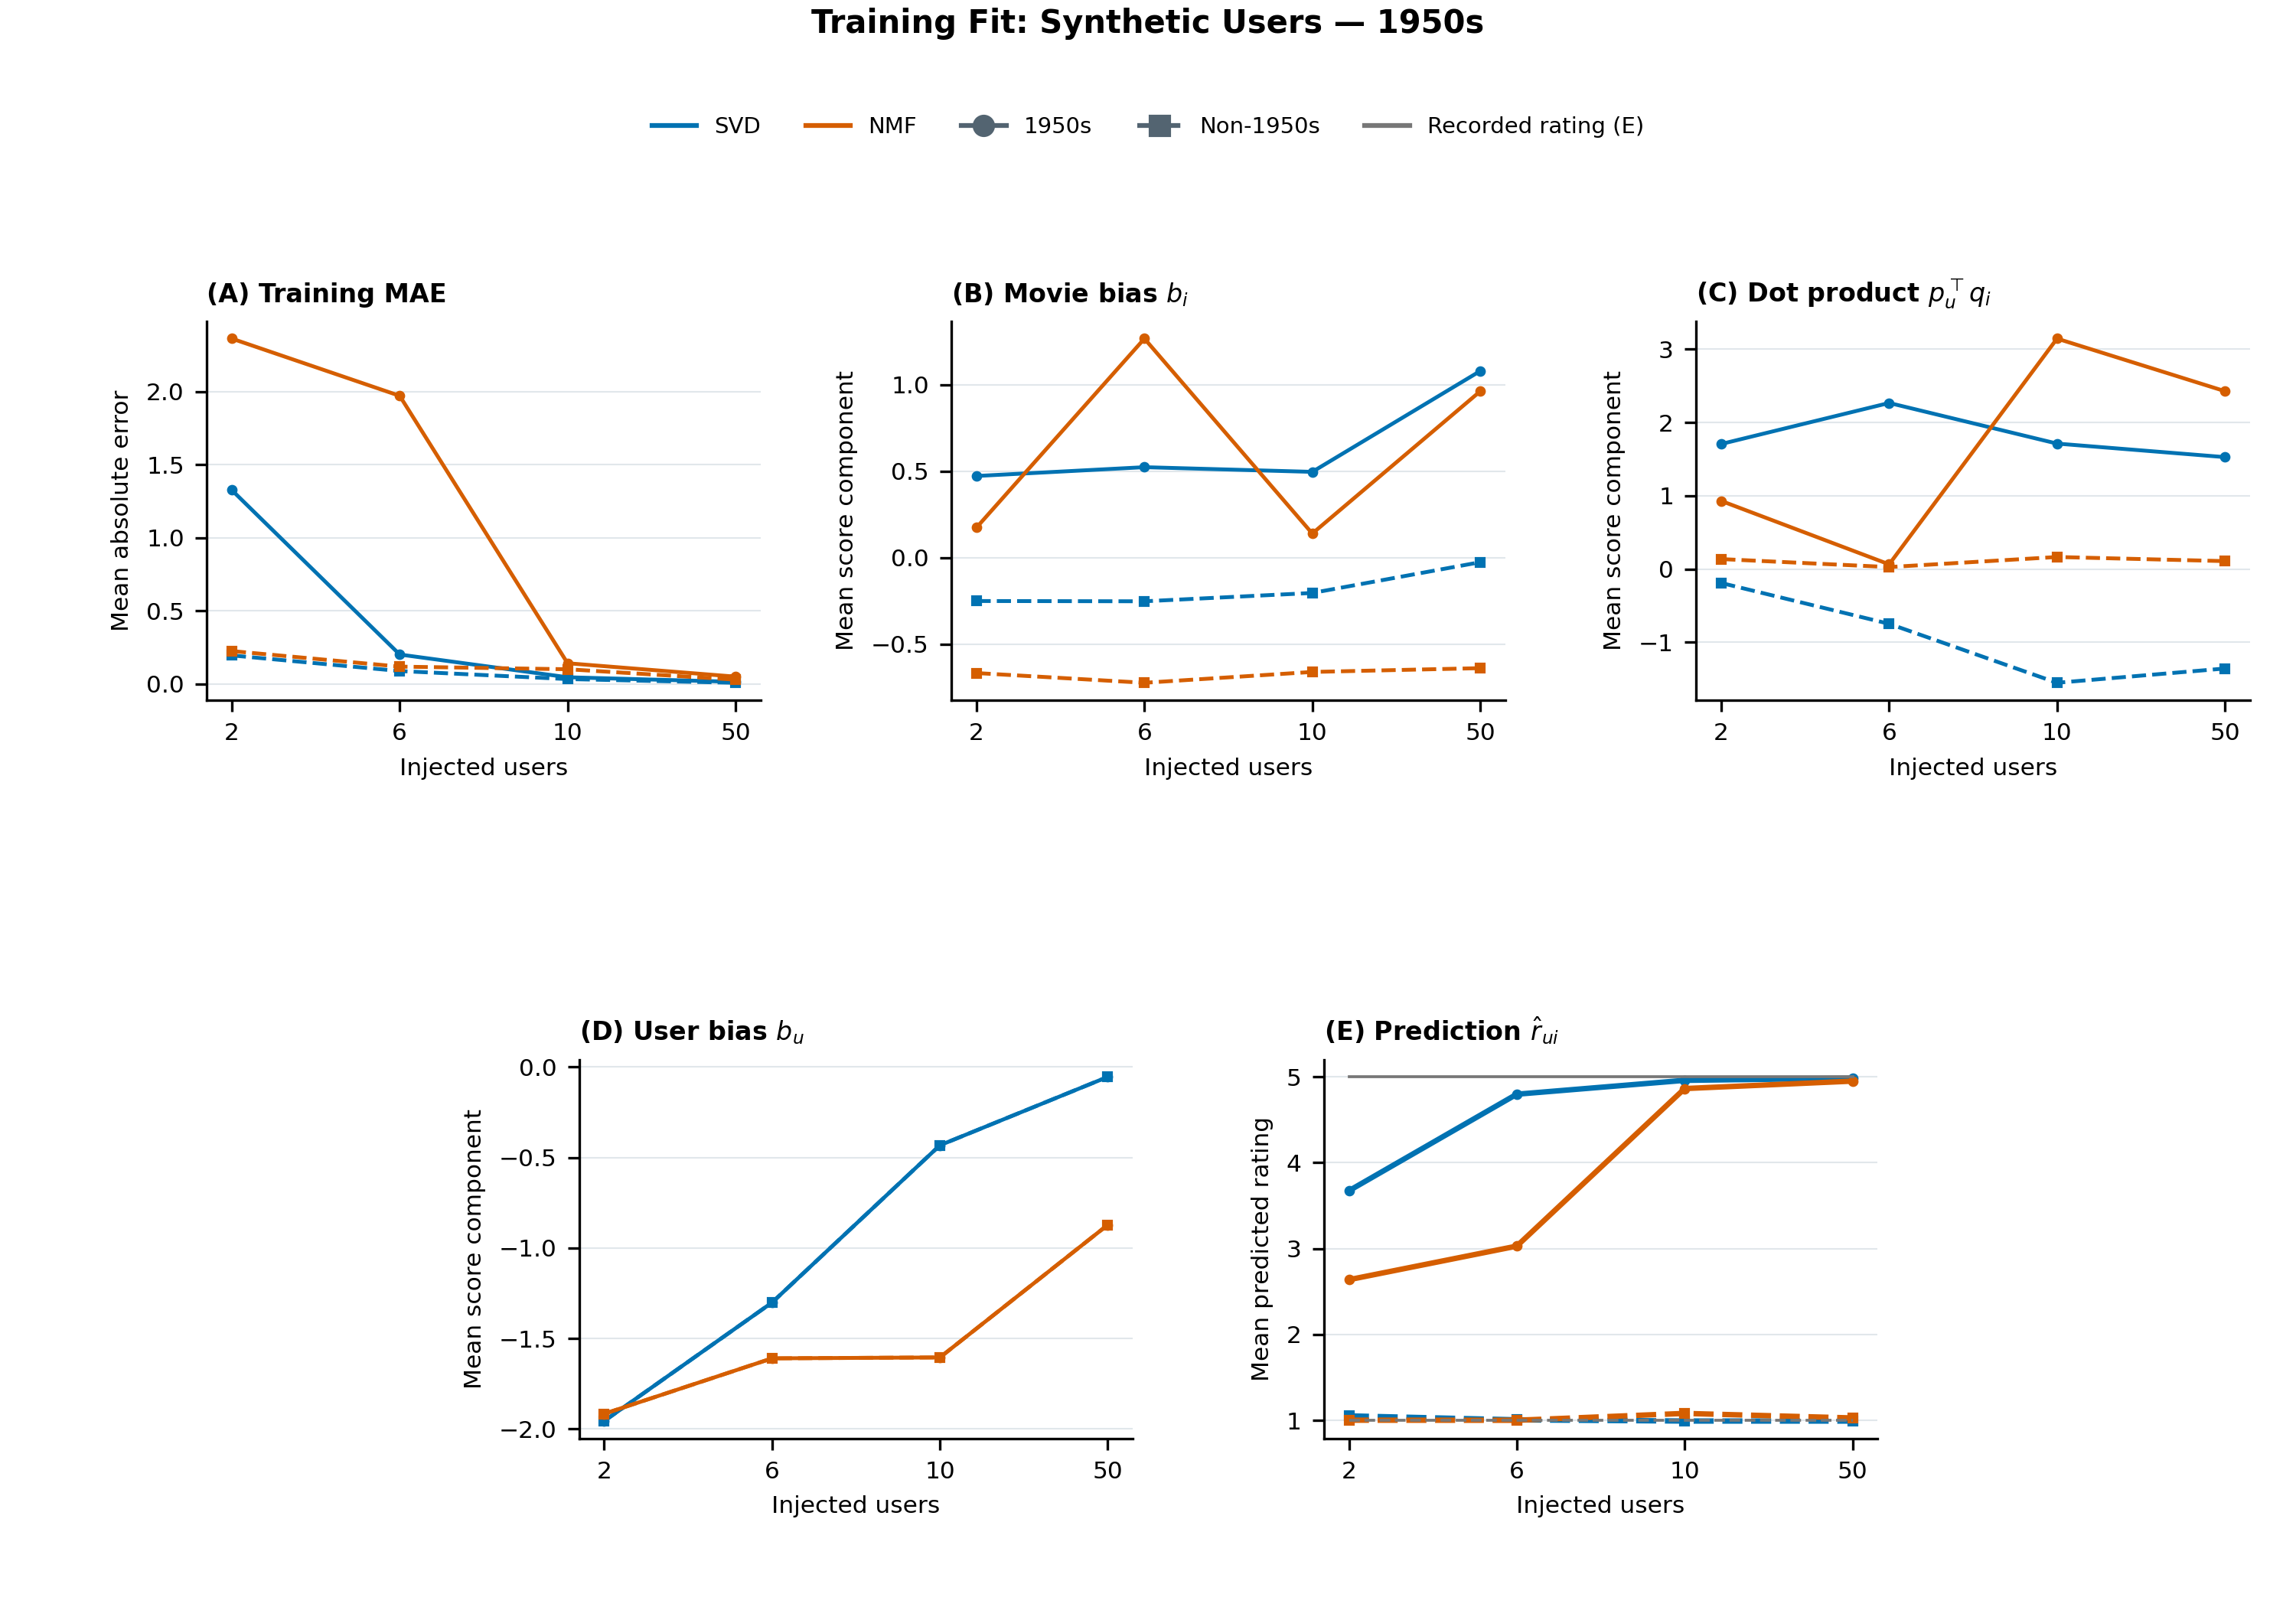 Training Fit: Synthetic Users — 1950s
SVD NMF 1950s Non-1950s Recorded rating (E)
(A) Training MAE
Mean absolute error
2.0
1.5
1.0
0.5
0.0
2 6 10 50
Injected users
(B) Movie bias b_i
Mean score component
1.0
0.5
0.0
−0.5
2 6 10 50
Injected users
(C) Dot product p_u^⊤ q_i
Mean score component
3
2
1
0
−1
2 6 10 50
Injected users
(D) User bias b_u
Mean score component
0.0
−0.5
−1.0
−1.5
−2.0
2 6 10 50
Injected users
(E) Prediction r̂_ui
Mean predicted rating
5
4
3
2
1
2 6 10 50
Injected users